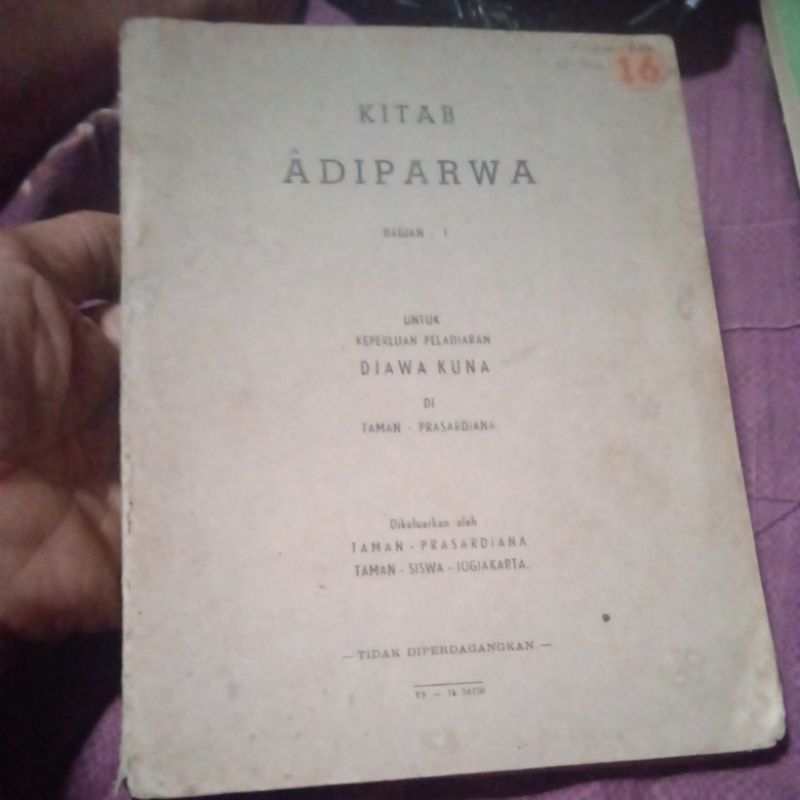 16
KITAB
ÂDIPARWA
BAGIAN : I
UNTUK
KEPERLUAN PELADJARAN
DJAWA KUNA
DI
TAMAN - PRASARDJANA.
Dikeluarkan oleh :
TAMAN - PRASARDJANA
TAMAN - SISWA - JOGJAKARTA.
— TIDAK DIPERDAGANGKAN. —